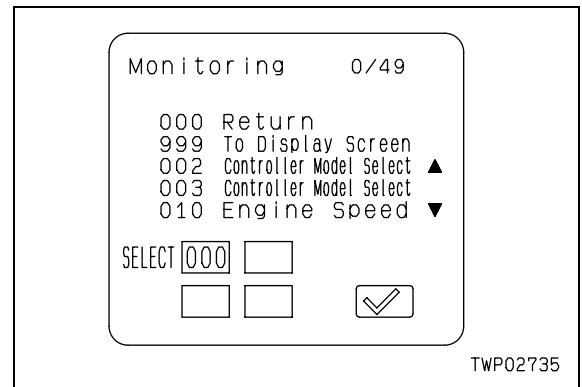 Monitoring 0/49
000 Return
999 To Display Screen
002 Controller Model Select ▲
003 Controller Model Select
010 Engine Speed ▼
SELECT 000
TWP02735